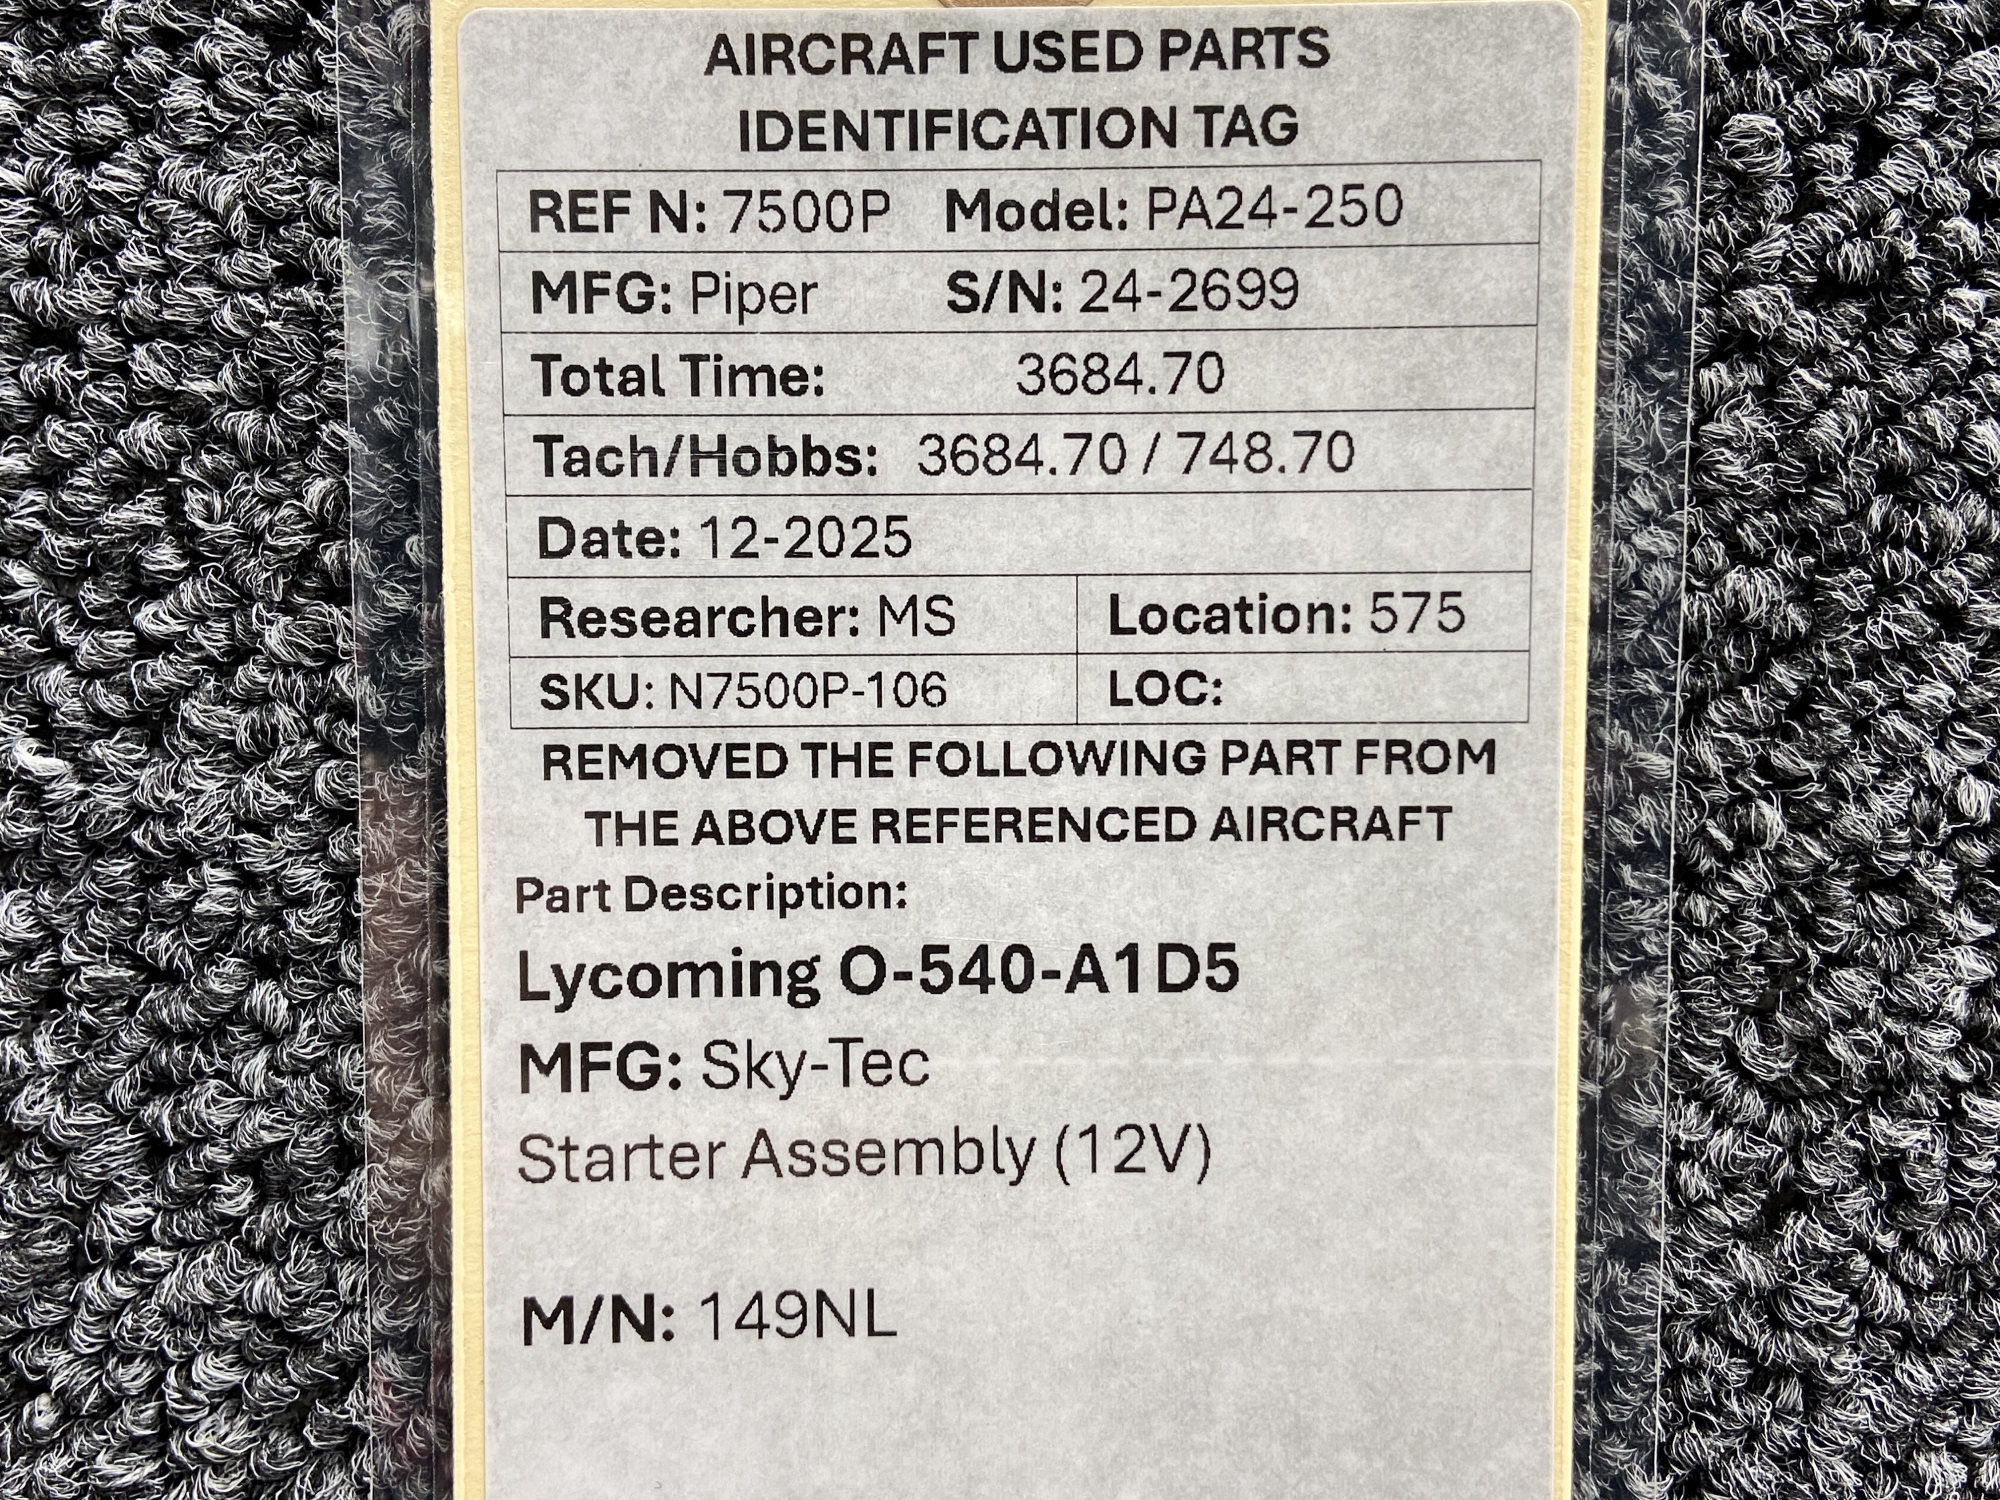 AIRCRAFT USED PARTS
IDENTIFICATION TAG
REF N: 7500P Model: PA24-250
MFG: Piper S/N: 24-2699
Total Time: 3684.70
Tach/Hobbs: 3684.70 / 748.70
Date: 12-2025
Researcher: MS Location: 575
SKU: N7500P-106 LOC:
REMOVED THE FOLLOWING PART FROM
THE ABOVE REFERENCED AIRCRAFT
Part Description:
Lycoming O-540-A1D5
MFG: Sky-Tec
Starter Assembly (12V)
M/N: 149NL